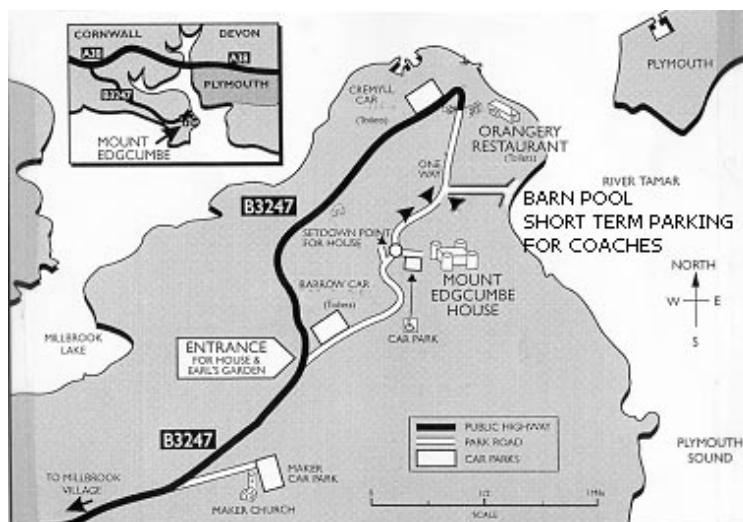 CORNWALL
DEVON
A38
A38
B3247
PLYMOUTH
MOUNT
EDGCUMBE
PLYMOUTH
CREMYLL
CAR
(Toilets)
ORANGERY
RESTAURANT
(Toilets)
ONE
WAY
RIVER TAMAR
BARN POOL
SHORT TERM PARKING
FOR COACHES
B3247
SETDOWN POINT
FOR HOUSE
MOUNT
EDGCUMBE
HOUSE
NORTH
W E
S
BARROW CAR
(Toilets)
CAR PARK
MILLBROOK
LAKE
ENTRANCE
FOR HOUSE &
EARL'S GARDEN
B3247
PUBLIC HIGHWAY
PARK ROAD
CAR PARKS
PLYMOUTH
SOUND
TO MILLBROOK
VILLAGE
MAKER
CAR PARK
MAKER CHURCH
1/2
SCALE